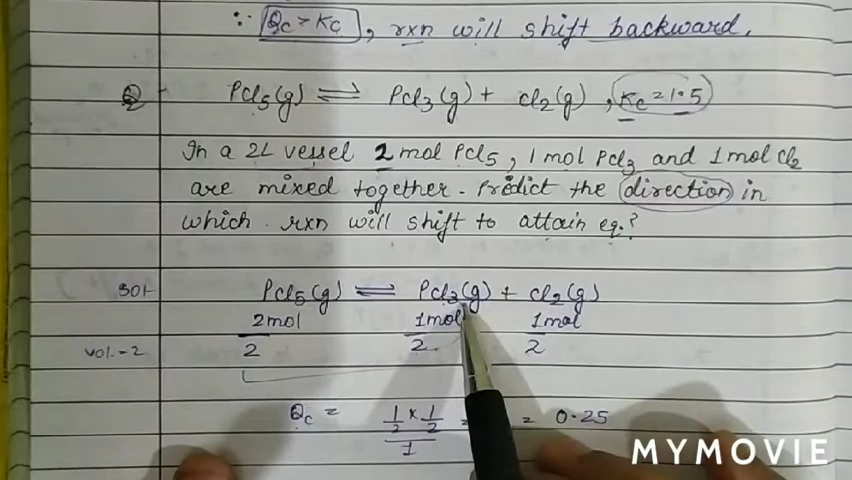 ∵ Qc > Kc , rxn will shift backward.
Q PCl5(g) ⇌ PCl3(g) + Cl2(g) , Kc = 1.5
In a 2L vessel 2 mol PCl5 , 1 mol PCl3 and 1 mol Cl2
are mixed together - Predict the direction in
which rxn will shift to attain eq. ?
Sol- PCl5(g) ⇌ PCl3(g) + Cl2(g)
2mol 1mol 1mol
vol. = 2 2 2 2
Qc = 1/2 × 1/2 / 1 = = 0.25
MYMOVIE